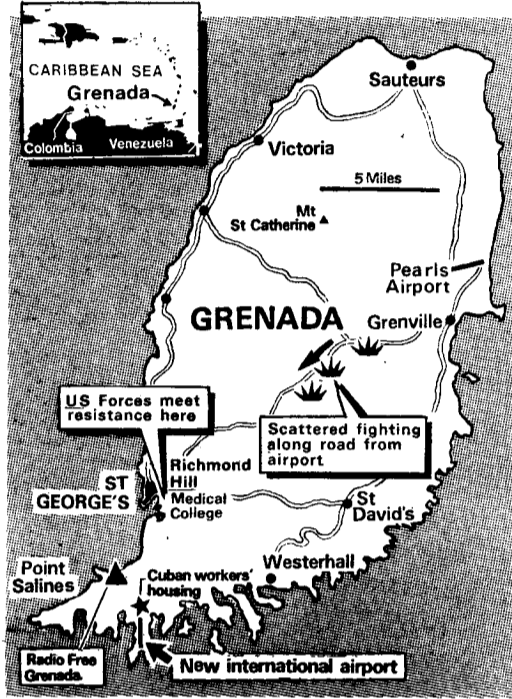 CARIBBEAN SEA
Grenada
Colombia
Venezuela
Sauteurs
Victoria
5 Miles
Mt
St Catherine
Pearls
Airport
GRENADA
Grenville
US Forces meet
resistance here
Scattered fighting
along road from
airport
Richmond
Hill
ST
GEORGE'S
Medical
College
St
David's
Point
Salines
Cuban workers'
housing
Westerhall
Radio Free
Grenada.
New international airport